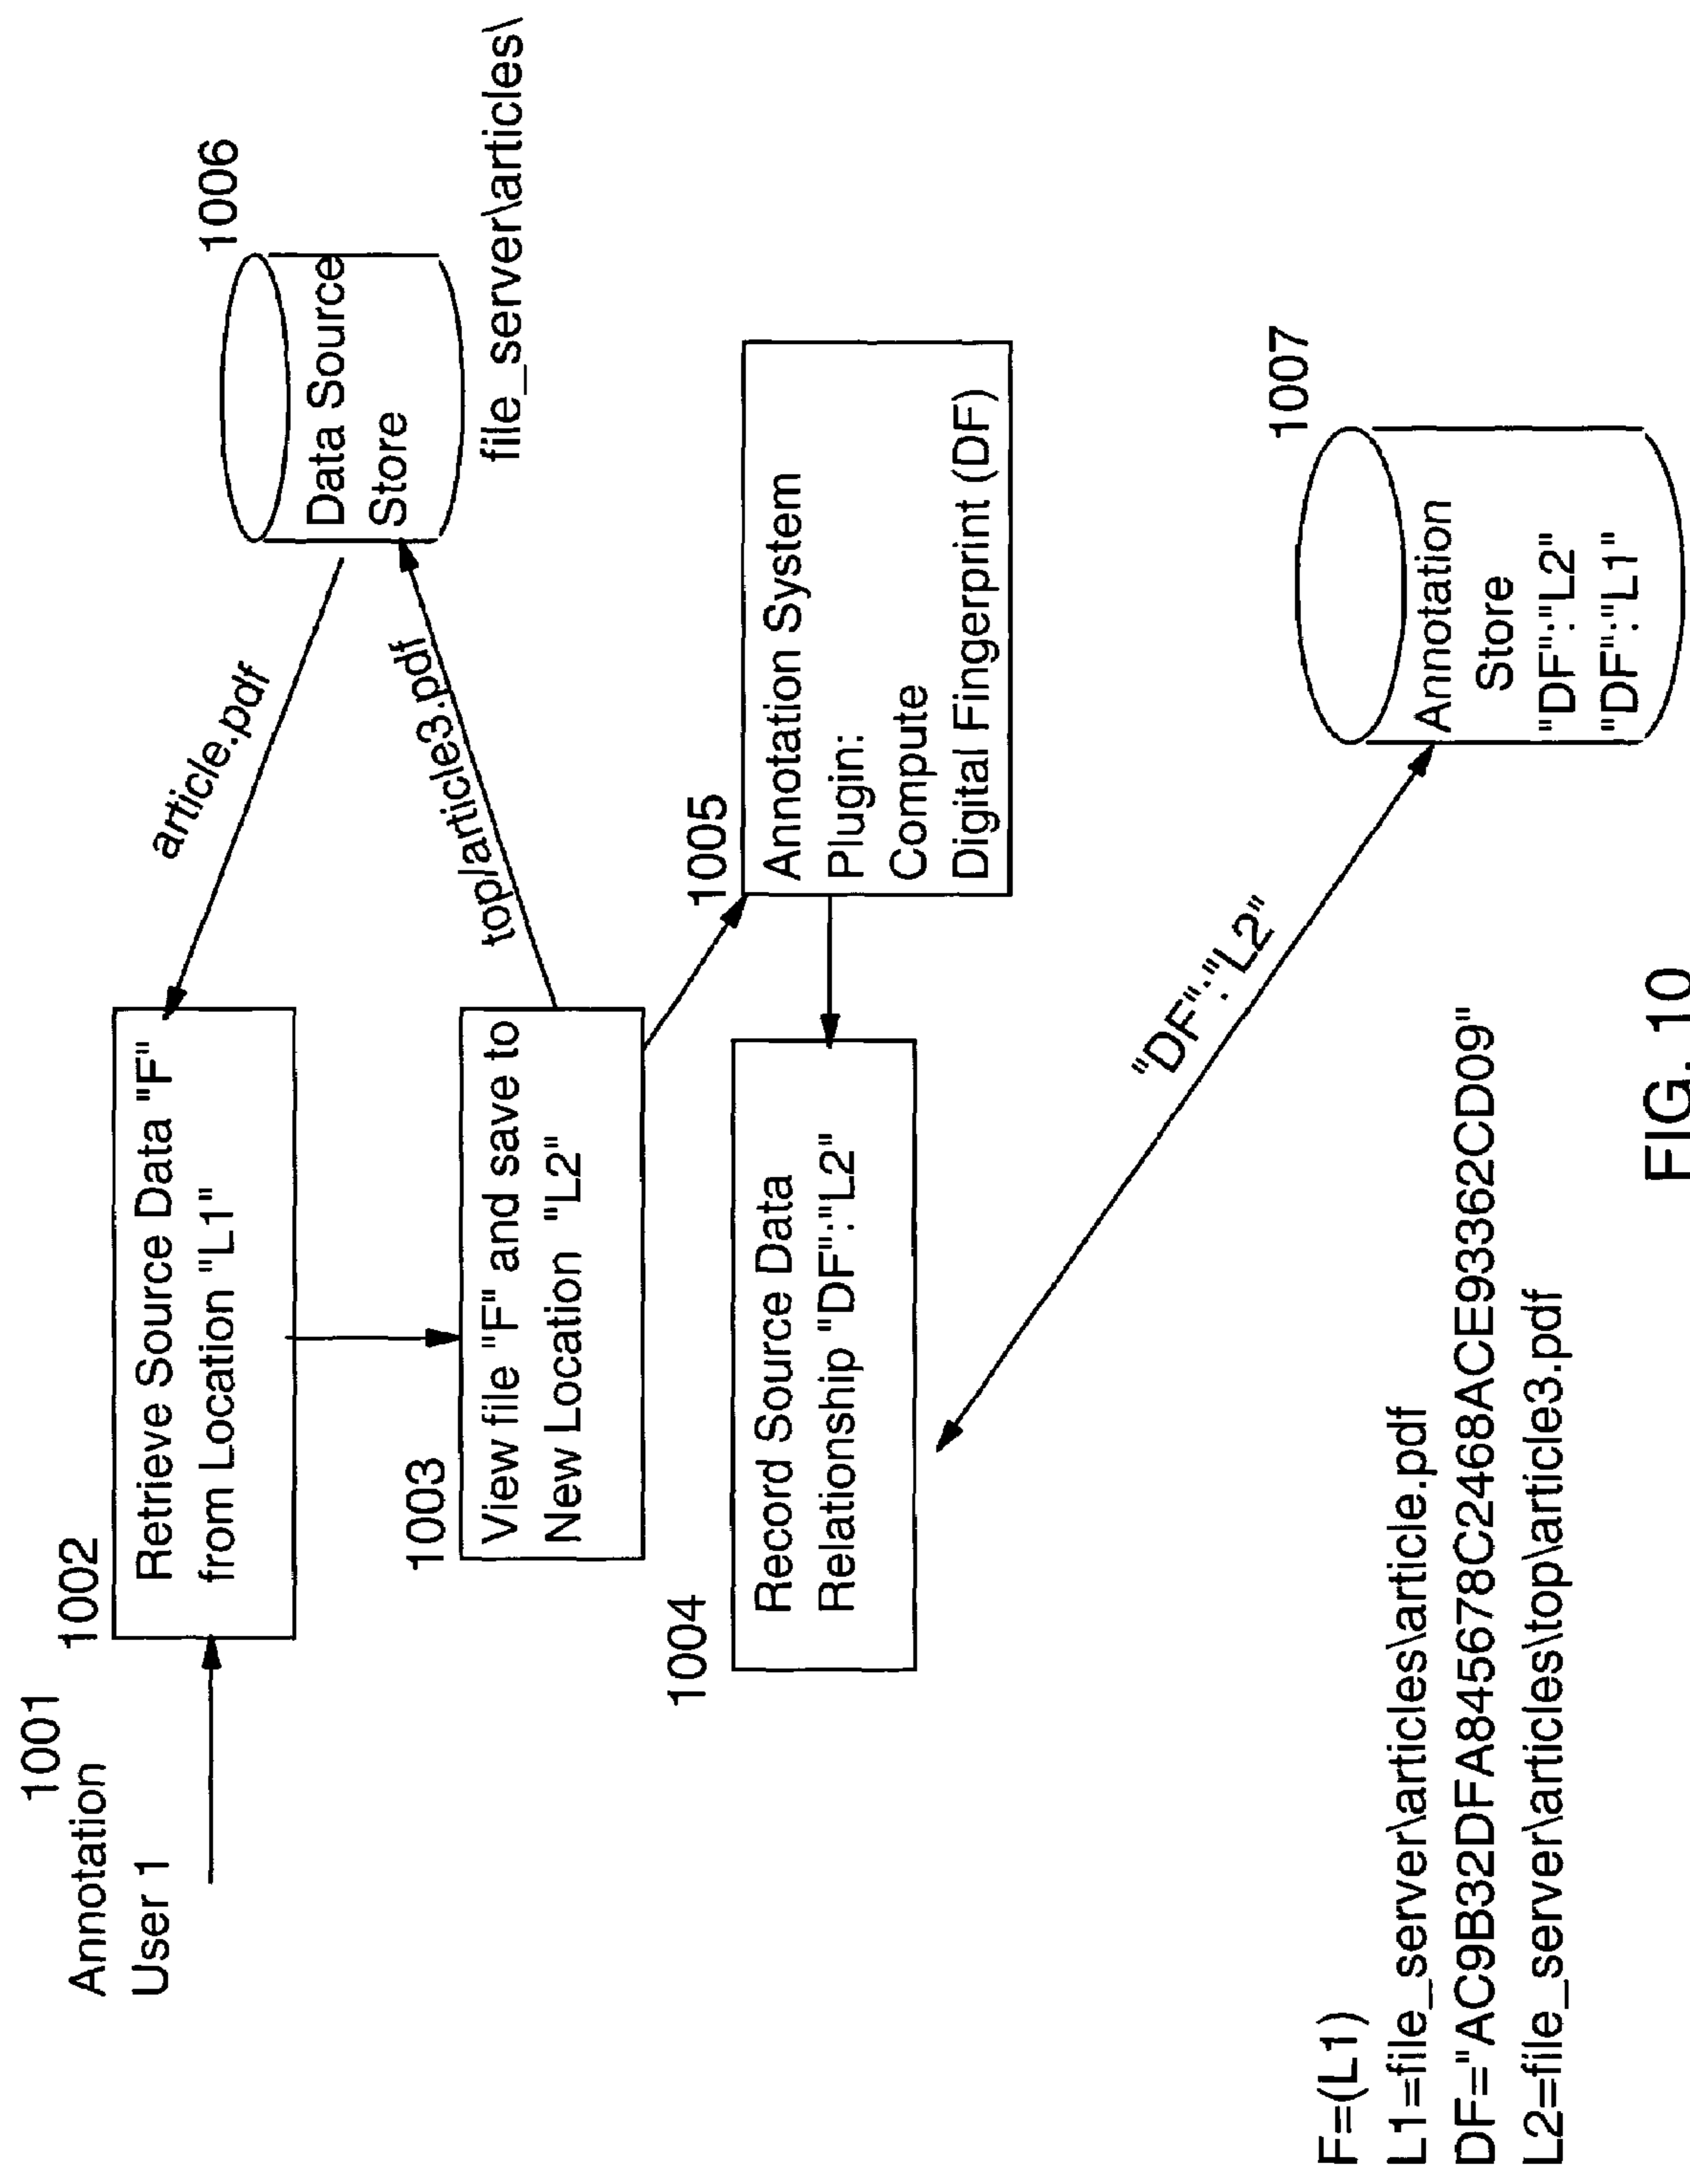 1001
Annotation
User 1
1002
Retrieve Source Data "F"
from Location "L1"
article.pdf
1006
Data Source
Store
file_server\articles\
1003
View file "F" and save to
New Location "L2"
top/article3.pdf
1005
Annotation System
Plugin:
Compute
Digital Fingerprint (DF)
1004
Record Source Data
Relationship "DF":"L2"
"DF":"L2"
1007
Annotation
Store
"DF":"L2"
"DF":"L1"
F=(L1)
L1=file_server\articles\article.pdf
DF="AC9B32DFA845678C2468ACE93362CD09"
L2=file_server\articles\top\article3.pdf
FIG. 10